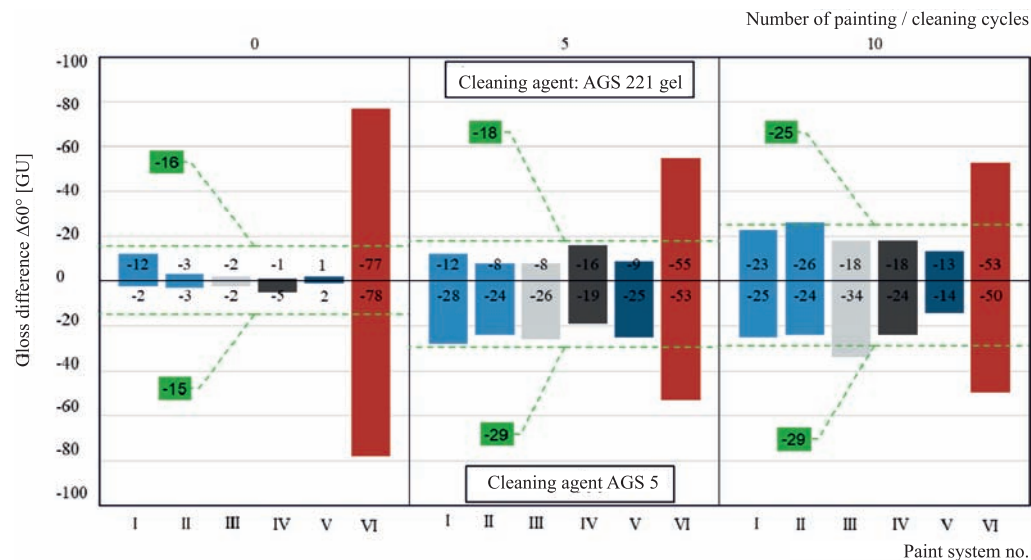 Number of painting / cleaning cycles
0 5 10
-100
Cleaning agent: AGS 221 gel
-80
-18 -25
-16
-60
-40
-20
-12 -3 -2 -1 1 -77 -12 -8 -8 -16 -9 -55 -23 -26 -18 -18 -13 -53
0
-2 -3 -2 -5 2 -78 -28 -24 -26 -19 -25 -53 -25 -24 -34 -24 -14 -50
-20
-40
-15
-60
-29 -29
-80
Cleaning agent AGS 5
-100
Gloss difference Δ60° [GU]
I II III IV V VI I II III IV V VI I II III IV V VI
Paint system no.